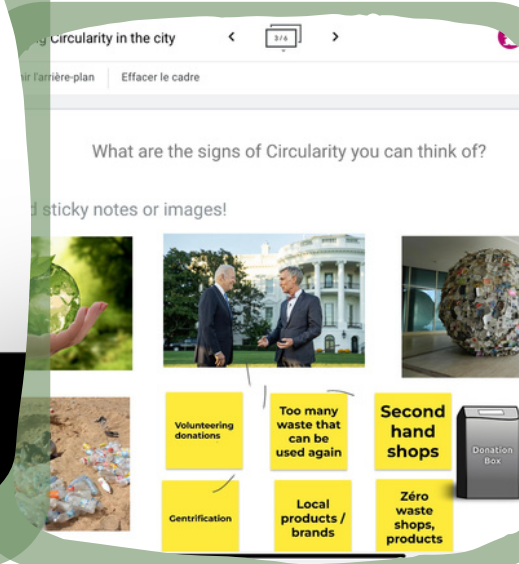 Circularity in the city
3/6
l'arrière-plan
Effacer le cadre
What are the signs of Circularity you can think of?
sticky notes or images!
Volunteering
donations
Too many
waste that
can be
used again
Second
hand
shops
Donation
Box
Gentrification
Local
products /
brands
Zéro
waste
shops,
products